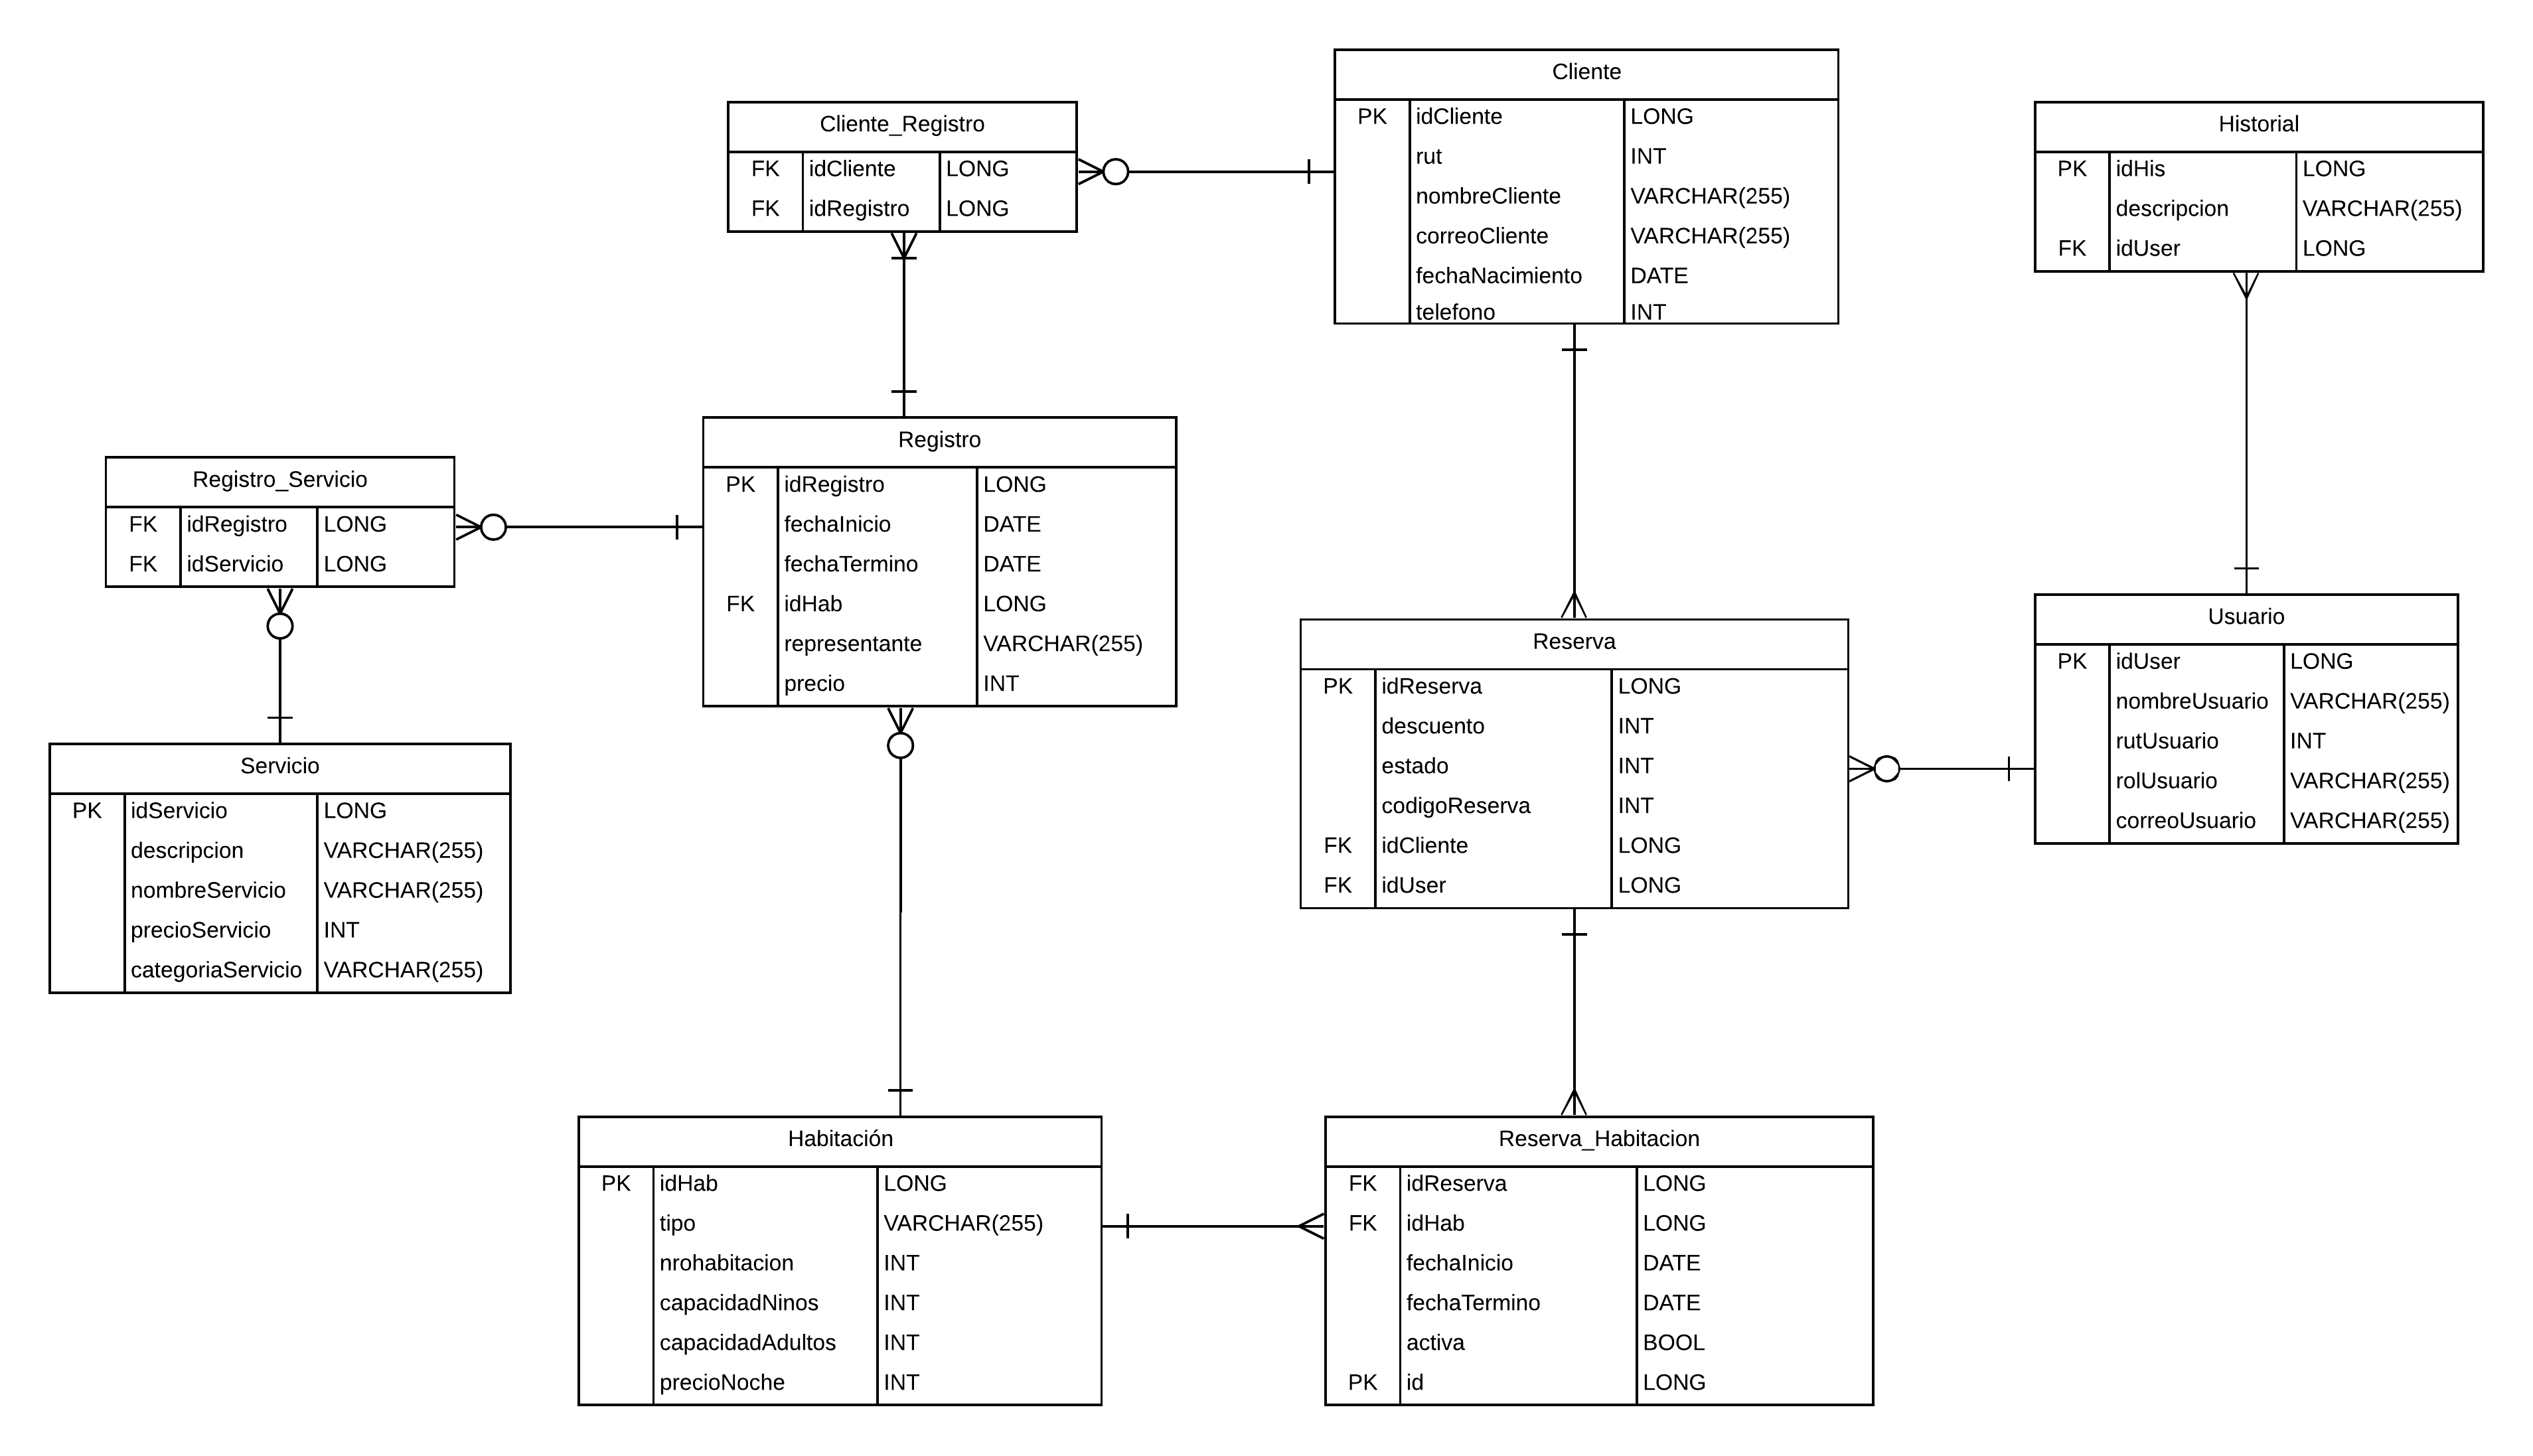 Cliente
PK idCliente LONG
rut INT
nombreCliente VARCHAR(255)
correoCliente VARCHAR(255)
fechaNacimiento DATE
telefono INT
Cliente_Registro
FK idCliente LONG
FK idRegistro LONG
Historial
PK idHis LONG
descripcion VARCHAR(255)
FK idUser LONG
Registro
PK idRegistro LONG
fechaInicio DATE
fechaTermino DATE
FK idHab LONG
representante VARCHAR(255)
precio INT
Registro_Servicio
FK idRegistro LONG
FK idServicio LONG
Reserva
PK idReserva LONG
descuento INT
estado INT
codigoReserva INT
FK idCliente LONG
FK idUser LONG
Usuario
PK idUser LONG
nombreUsuario VARCHAR(255)
rutUsuario INT
rolUsuario VARCHAR(255)
correoUsuario VARCHAR(255)
Servicio
PK idServicio LONG
descripcion VARCHAR(255)
nombreServicio VARCHAR(255)
precioServicio INT
categoriaServicio VARCHAR(255)
Habitación
PK idHab LONG
tipo VARCHAR(255)
nrohabitacion INT
capacidadNinos INT
capacidadAdultos INT
precioNoche INT
Reserva_Habitacion
FK idReserva LONG
FK idHab LONG
fechaInicio DATE
fechaTermino DATE
activa BOOL
PK id LONG